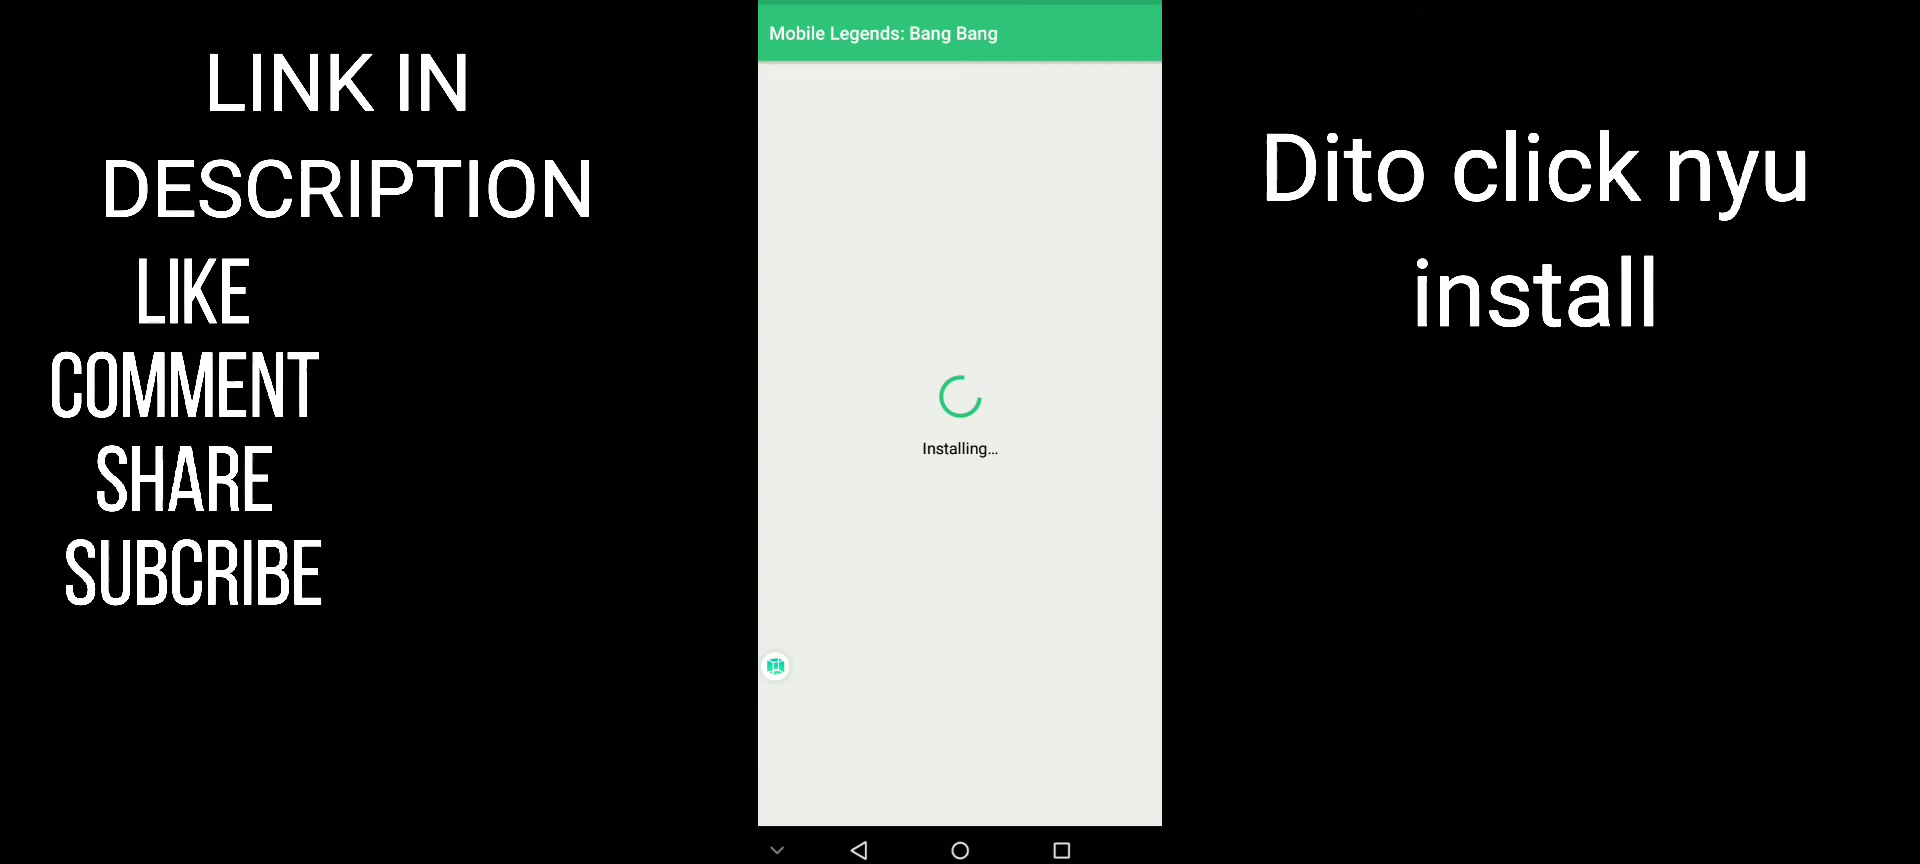 LINK IN
DESCRIPTION
LIKE
COMMENT
SHARE
SUBCRIBE
Mobile Legends: Bang Bang
Installing...
Dito click nyu
install